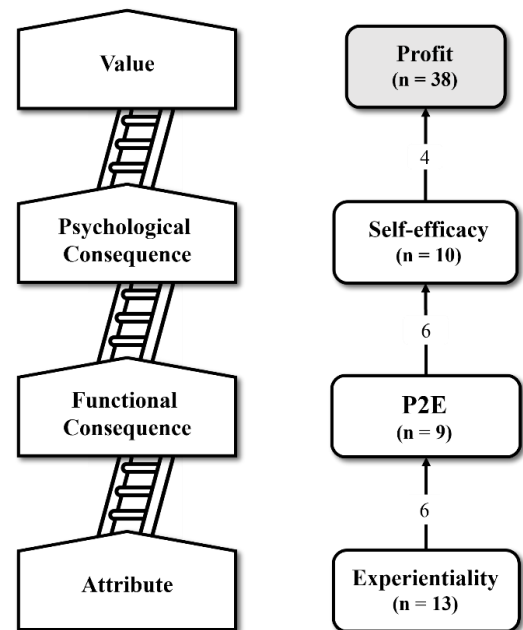 Value
Profit
(n = 38)
4
Psychological
Consequence
Self-efficacy
(n = 10)
6
Functional
Consequence
P2E
(n = 9)
6
Attribute
Experientiality
(n = 13)